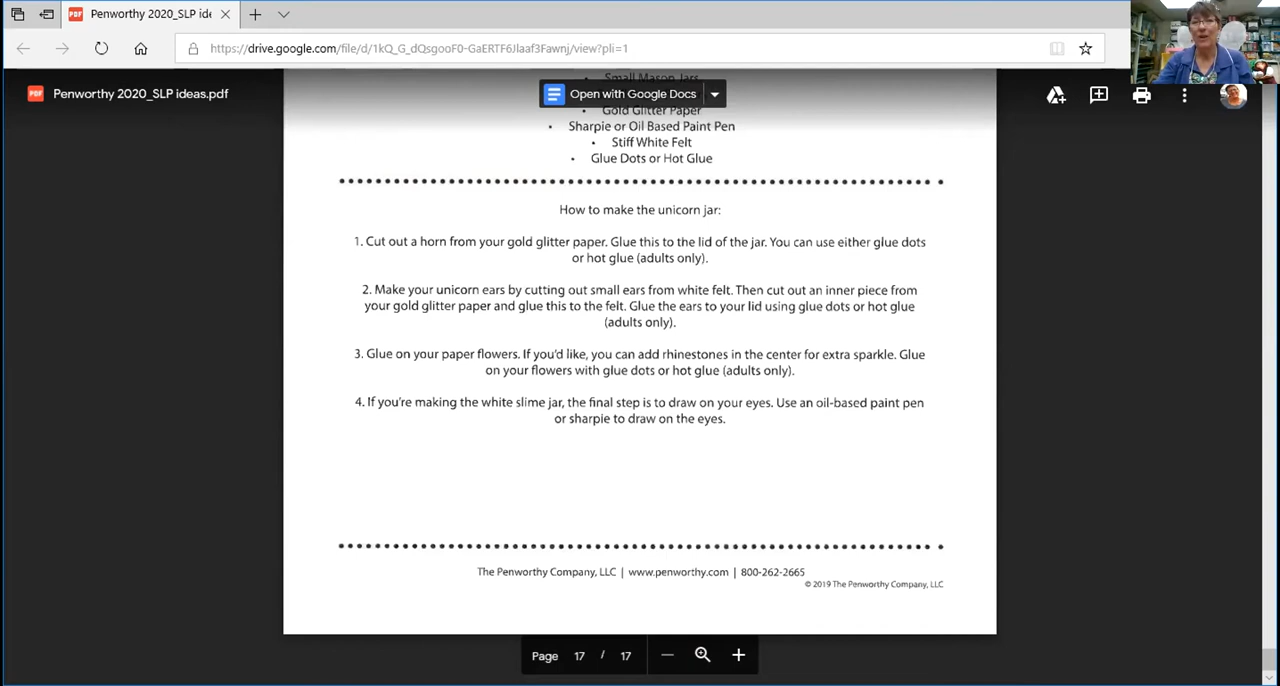 Penworthy 2020_SLP ide
https://drive.google.com/file/d/1kQ_G_dQsgooF0-GaERTF6Jlaaf3Fawnj/view?pli=1
Penworthy 2020_SLP ideas.pdf
Small Mason Jars
Open with Google Docs
• Gold Glitter Paper
• Sharpie or Oil Based Paint Pen
• Stiff White Felt
• Glue Dots or Hot Glue
How to make the unicorn jar:
1. Cut out a horn from your gold glitter paper. Glue this to the lid of the jar. You can use either glue dots
or hot glue (adults only).
2. Make your unicorn ears by cutting out small ears from white felt. Then cut out an inner piece from
your gold glitter paper and glue this to the felt. Glue the ears to your lid using glue dots or hot glue
(adults only).
3. Glue on your paper flowers. If you'd like, you can add rhinestones in the center for extra sparkle. Glue
on your flowers with glue dots or hot glue (adults only).
4. If you're making the white slime jar, the final step is to draw on your eyes. Use an oil-based paint pen
or sharpie to draw on the eyes.
The Penworthy Company, LLC | www.penworthy.com | 800-262-2665
© 2019 The Penworthy Company, LLC
Page 17 / 17